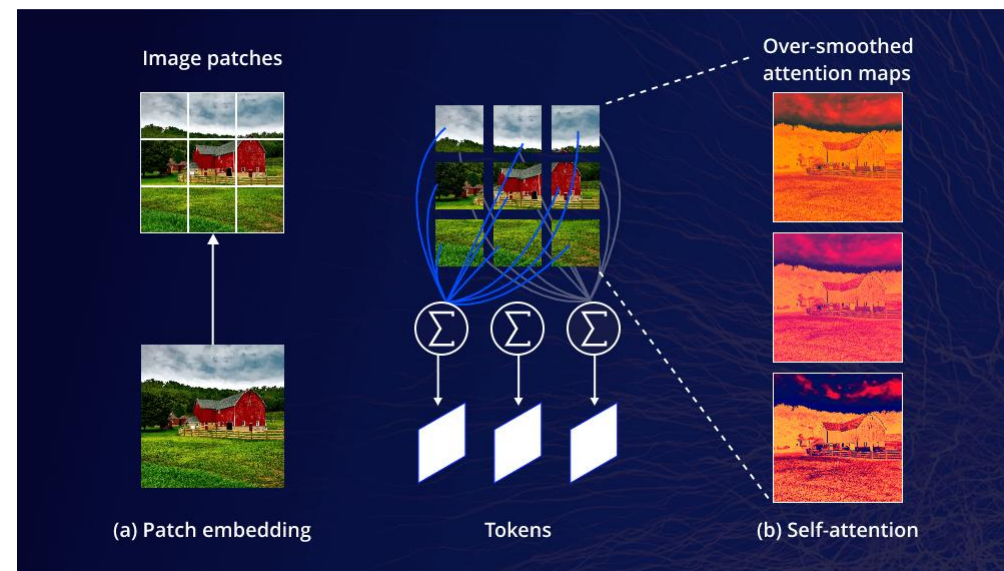 Image patches
Over-smoothed
attention maps
Σ
Σ
Σ
(a) Patch embedding
Tokens
(b) Self-attention